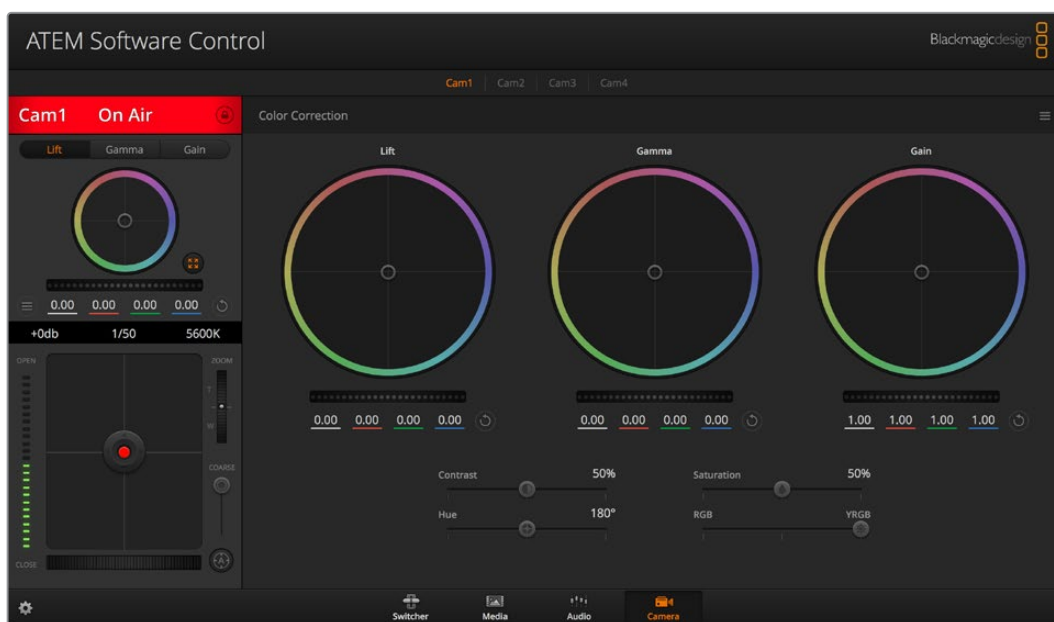 ATEM Software Control
Blackmagicdesign
Cam1 Cam2 Cam3 Cam4
Cam1 On Air
Color Correction
Lift Gamma Gain
Lift Gamma Gain
0.00 0.00 0.00 0.00
+0db 1/50 5600K
OPEN ZOOM
T
W
COARSE
A
CLOSE
0.00 0.00 0.00 0.00
0.00 0.00 0.00 0.00
1.00 1.00 1.00 1.00
Contrast 50%
Saturation 50%
Hue 180°
RGB YRGB
Switcher Media Audio Camera